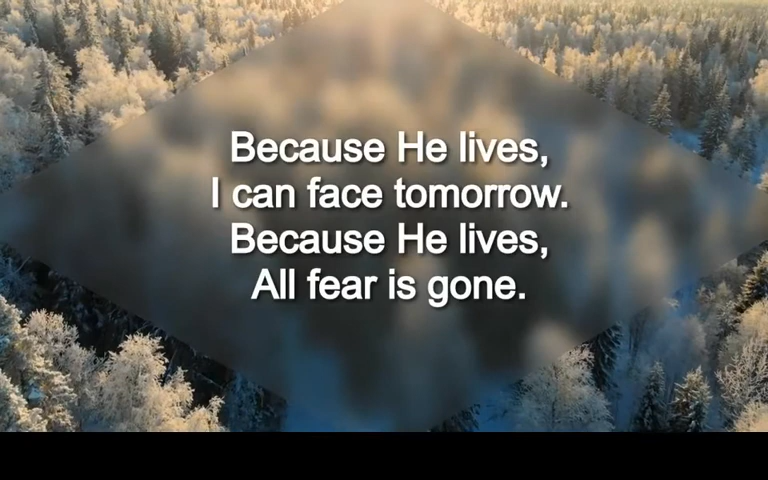 Because He lives,
I can face tomorrow.
Because He lives,
All fear is gone.